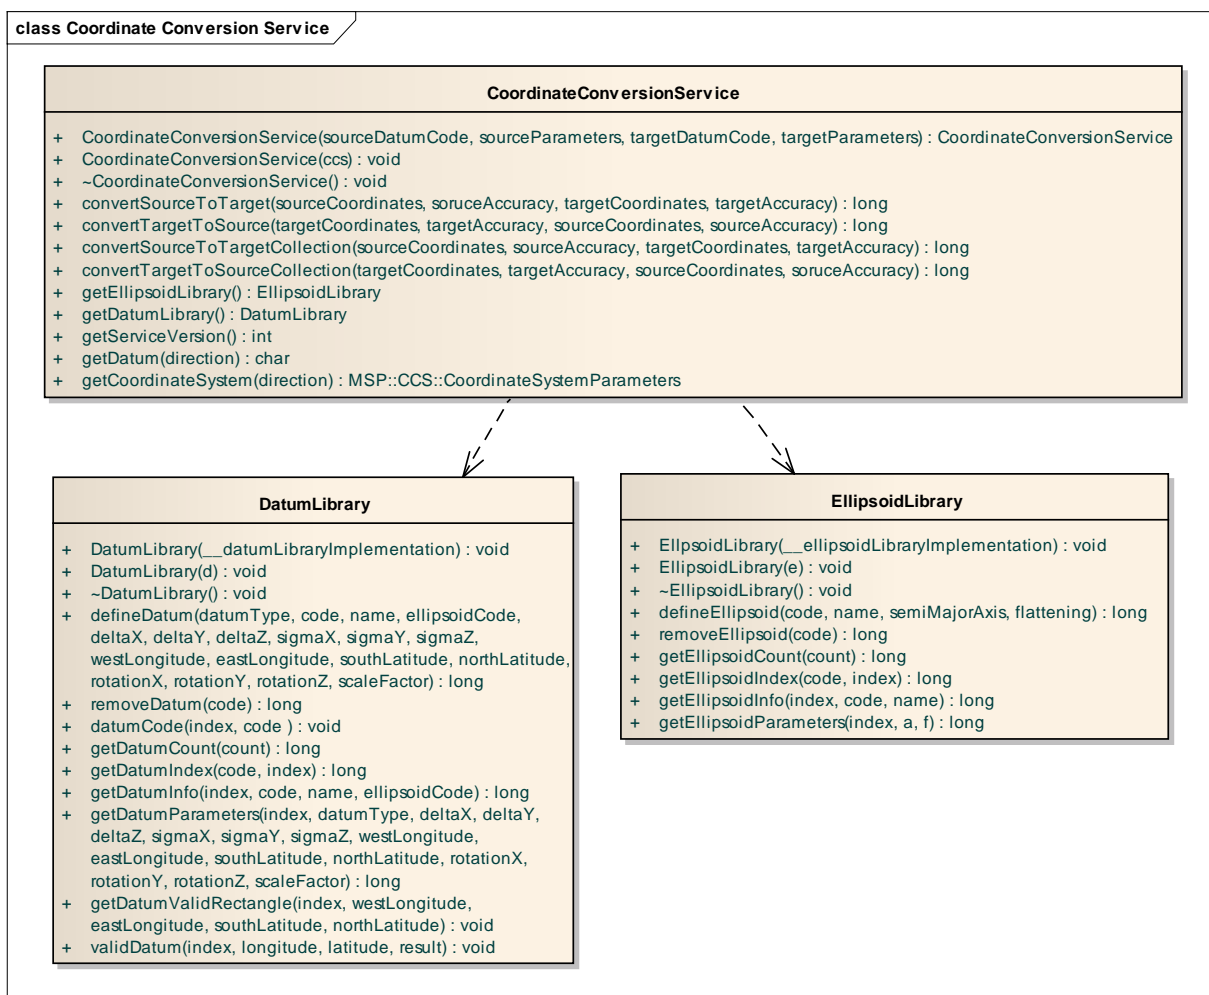 class Coordinate Conversion Service
CoordinateConversionService
+ CoordinateConversionService(sourceDatumCode, sourceParameters, targetDatumCode, targetParameters) : CoordinateConversionService
+ CoordinateConversionService(ccs) : void
+ ~CoordinateConversionService() : void
+ convertSourceToTarget(sourceCoordinates, soruceAccuracy, targetCoordinates, targetAccuracy) : long
+ convertTargetToSource(targetCoordinates, targetAccuracy, sourceCoordinates, sourceAccuracy) : long
+ convertSourceToTargetCollection(sourceCoordinates, sourceAccuracy, targetCoordinates, targetAccuracy) : long
+ convertTargetToSourceCollection(targetCoordinates, targetAccuracy, sourceCoordinates, soruceAccuracy) : long
+ getEllipsoidLibrary() : EllipsoidLibrary
+ getDatumLibrary() : DatumLibrary
+ getServiceVersion() : int
+ getDatum(direction) : char
+ getCoordinateSystem(direction) : MSP::CCS::CoordinateSystemParameters
DatumLibrary
+ DatumLibrary(__datumLibraryImplementation) : void
+ DatumLibrary(d) : void
+ ~DatumLibrary() : void
+ defineDatum(datumType, code, name, ellipsoidCode,
deltaX, deltaY, deltaZ, sigmaX, sigmaY, sigmaZ,
westLongitude, eastLongitude, southLatitude, northLatitude,
rotationX, rotationY, rotationZ, scaleFactor) : long
+ removeDatum(code) : long
+ datumCode(index, code ) : void
+ getDatumCount(count) : long
+ getDatumIndex(code, index) : long
+ getDatumInfo(index, code, name, ellipsoidCode) : long
+ getDatumParameters(index, datumType, deltaX, deltaY,
deltaZ, sigmaX, sigmaY, sigmaZ, westLongitude,
eastLongitude, southLatitude, northLatitude, rotationX,
rotationY, rotationZ, scaleFactor) : long
+ getDatumValidRectangle(index, westLongitude,
eastLongitude, southLatitude, northLatitude) : void
+ validDatum(index, longitude, latitude, result) : void
EllipsoidLibrary
+ EllpsoidLibrary(__ellipsoidLibraryImplementation) : void
+ EllipsoidLibrary(e) : void
+ ~EllipsoidLibrary() : void
+ defineEllipsoid(code, name, semiMajorAxis, flattening) : long
+ removeEllipsoid(code) : long
+ getEllipsoidCount(count) : long
+ getEllipsoidIndex(code, index) : long
+ getEllipsoidInfo(index, code, name) : long
+ getEllipsoidParameters(index, a, f) : long